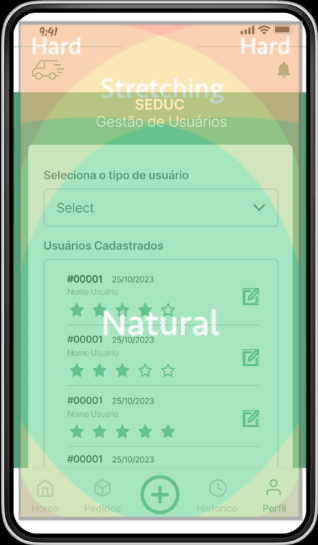 9:41
Hard Hard
Stretching
SEDUC
Gestão de Usuários
Seleciona o tipo de usuário
Select
Usuários Cadastrados
#00001 25/10/2023
Nome Usuário
Natural
#00001 25/10/2023
Nome Usuário
#00001 25/10/2023
Nome Usuário
#00001 25/10/2023
Home Pedidos Histórico Perfil